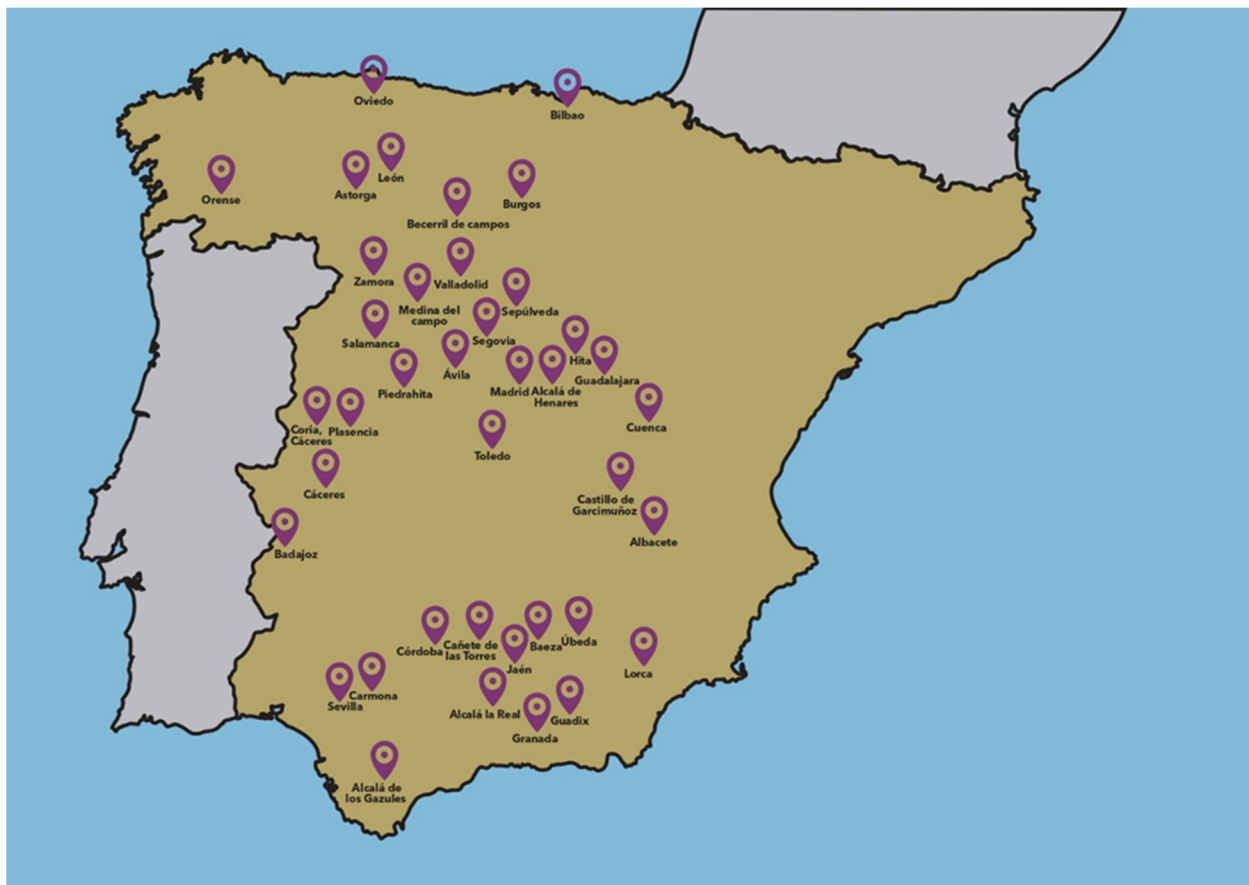 Oviedo
Bilbao
León
Astorga
Orense
Burgos
Becerril de campos
Zamora
Valladolid
Medina del
campo
Sepúlveda
Salamanca
Segovia
Hita
Ávila
Guadalajara
Piedrahita
Madrid
Alcalá de
Henares
Cuenca
Coria,
Cáceres
Plasencia
Toledo
Cáceres
Castillo de
Garcimuñoz
Albacete
Badajoz
Córdoba
Cañete de
las Torres
Baeza
Úbeda
Jaén
Lorca
Carmona
Sevilla
Alcalá la Real
Guadix
Granada
Alcalá de
los Gazules